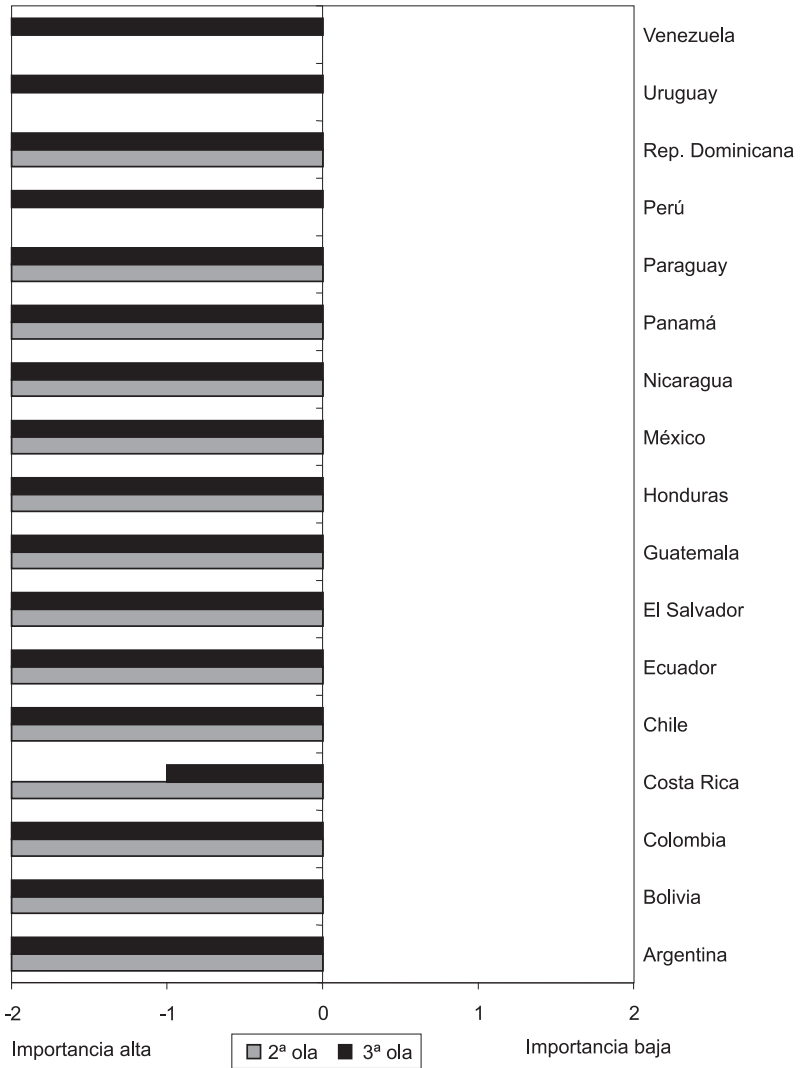 Venezuela
Uruguay
Rep. Dominicana
Perú
Paraguay
Panamá
Nicaragua
México
Honduras
Guatemala
El Salvador
Ecuador
Chile
Costa Rica
Colombia
Bolivia
Argentina
-2 -1 0 1 2
Importancia alta 2ª ola 3ª ola Importancia baja